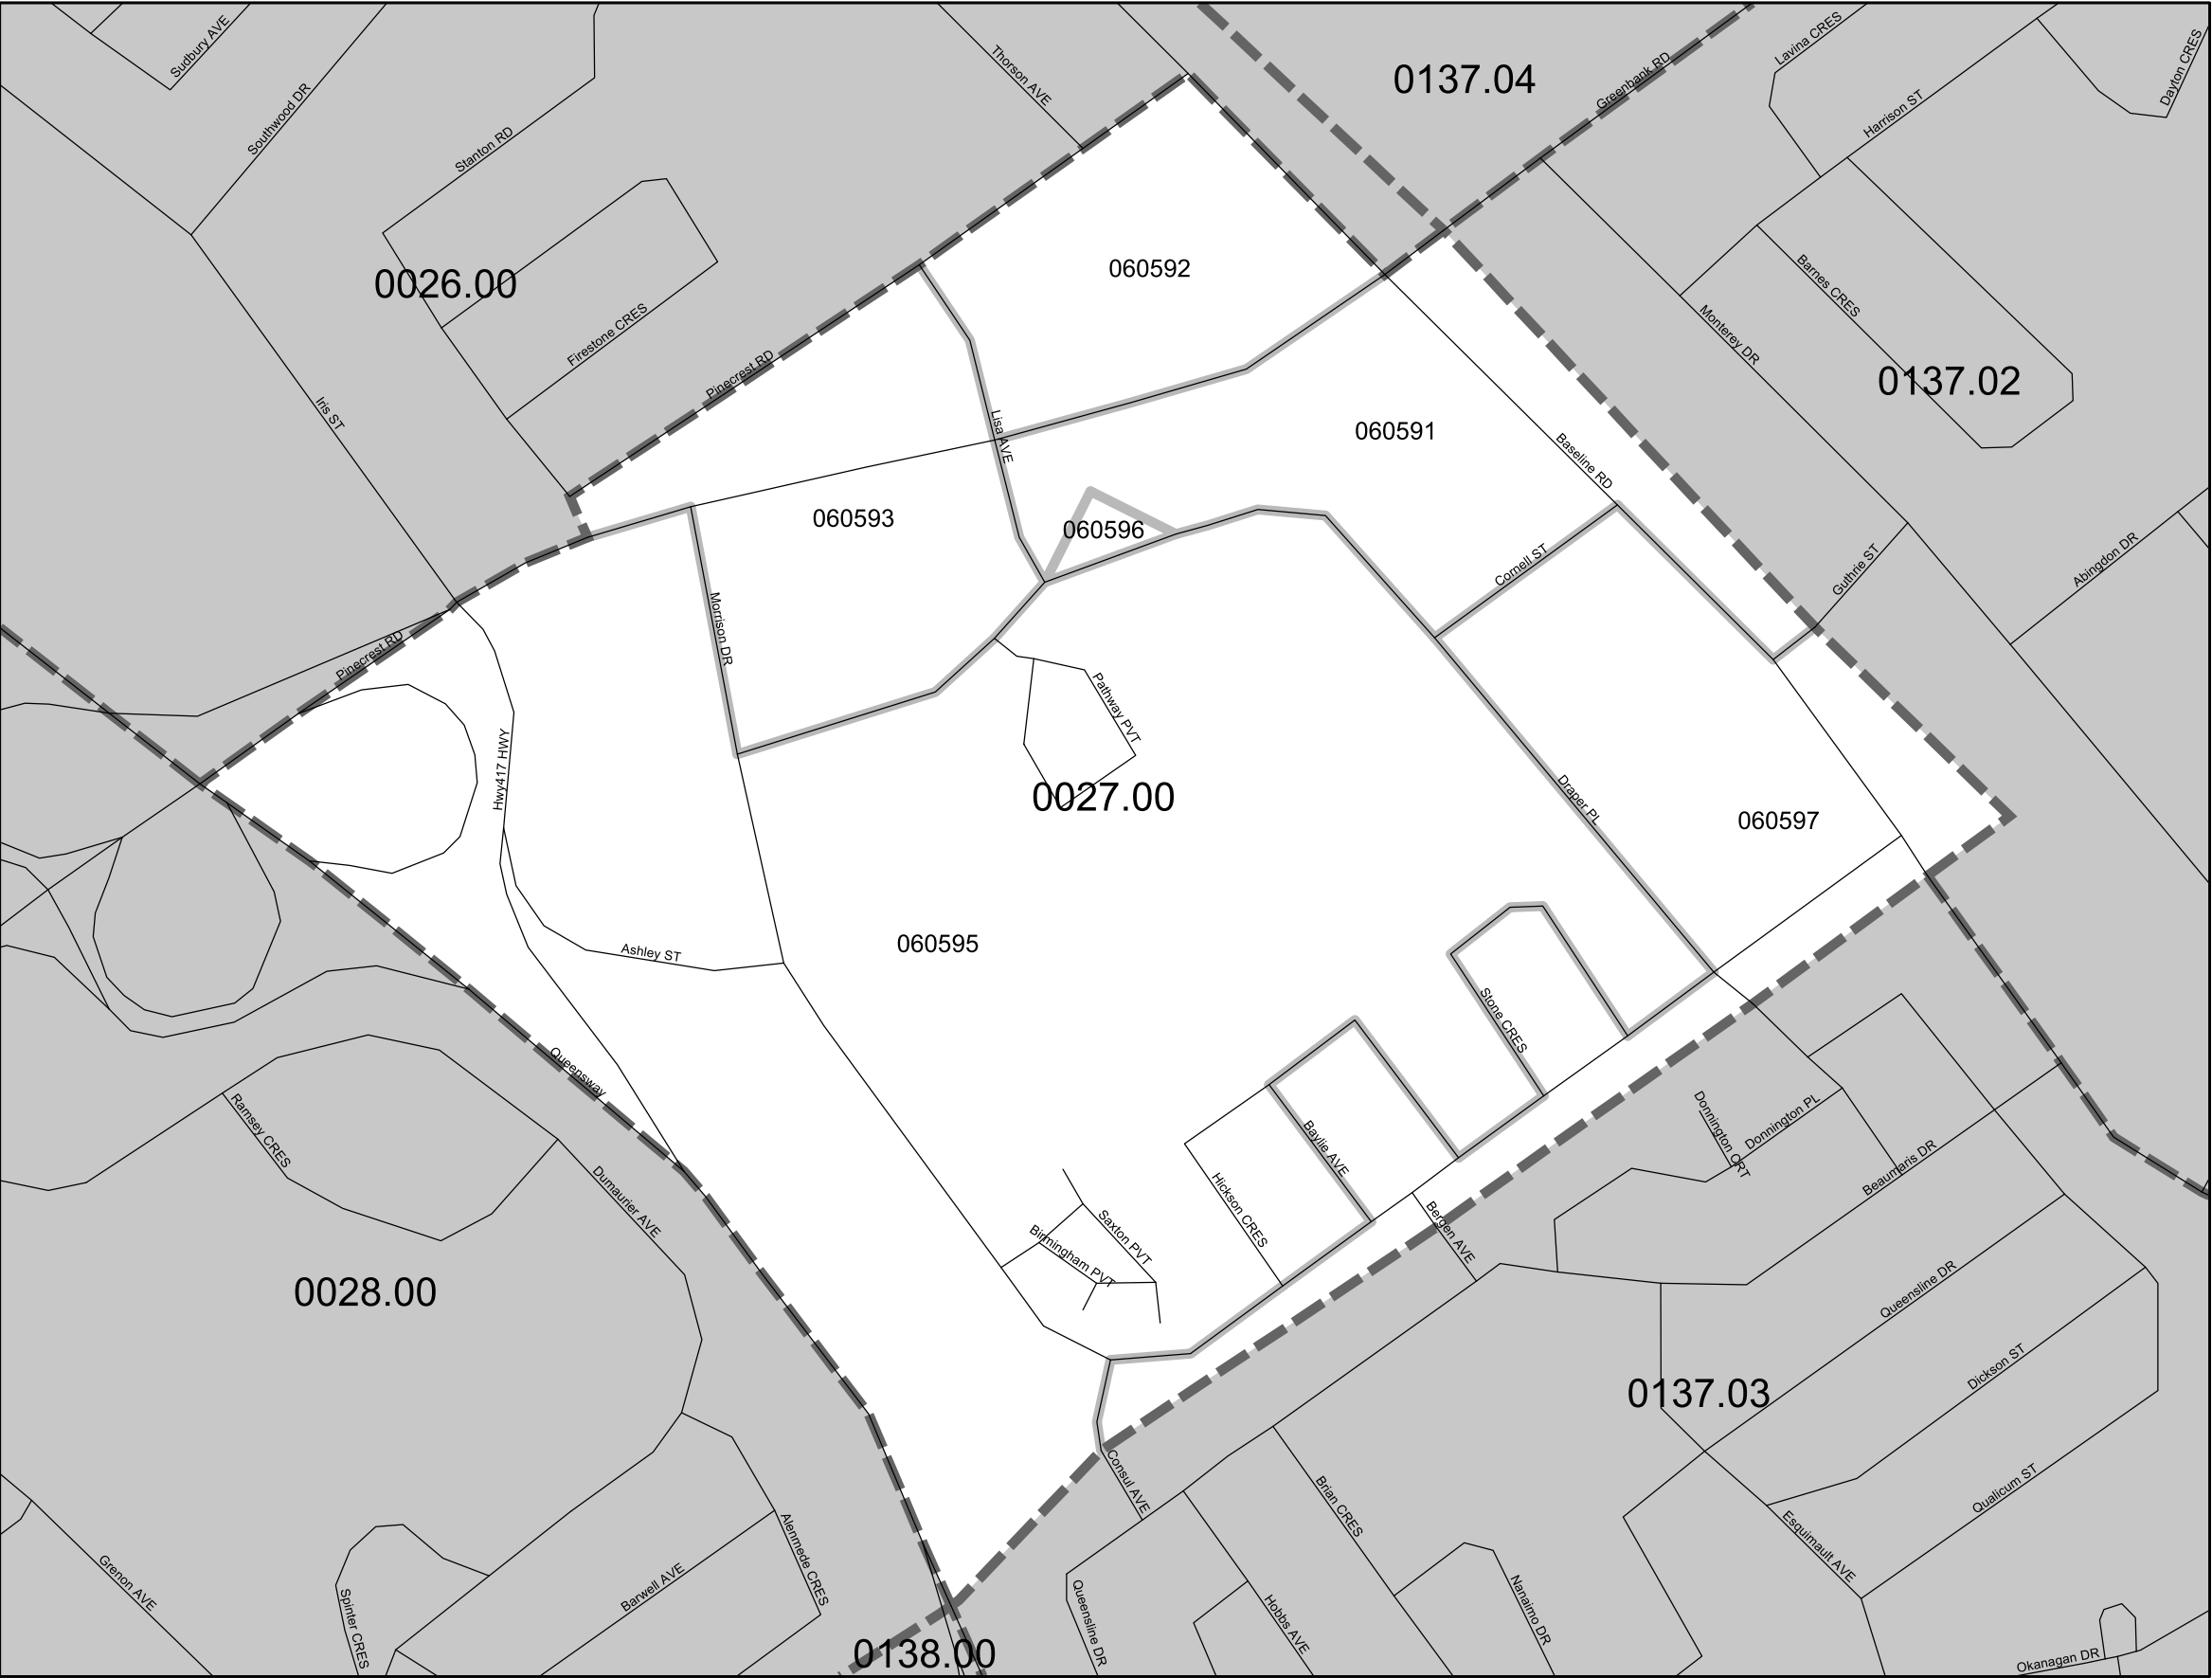 Sudbury AVE
Southwood DR
Stanton RD
Thorson AVE
0137.04
Greenbank RD
Lavina CRES
Harrison ST
Dayton CRES
0026.00
Firestone CRES
Pinecrest RD
Iris ST
060592
Barnes CRES
Monterey DR
0137.02
Lisa AVE
060591
Baseline RD
060593
060596
Cornell ST
Guthrie ST
Abingdon DR
Morrison DR
Pinecrest RD
Pathway PVT
Hwy417 HWY
0027.00
Draper PL
060597
060595
Ashley ST
Stone CRES
Queensway
Ramsey CRES
Dumaurier AVE
Baylie AVE
Hickson CRES
Saxton PVT
Birmingham PVT
Bergen AVE
Donnington CRT
Donnington PL
Beaumaris DR
0028.00
Queensline DR
Dickson ST
0137.03
Consul AVE
Brian CRES
Qualicum ST
Esquimault AVE
Grenon AVE
Spinter CRES
Barwell AVE
Alenmede CRES
Queensline DR
Hobbs AVE
Nanaimo DR
0138.00
Okanagan DR